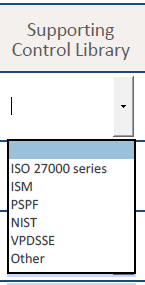 Supporting
Control Library
ISO 27000 series
ISM
PSPF
NIST
VPDSSE
Other